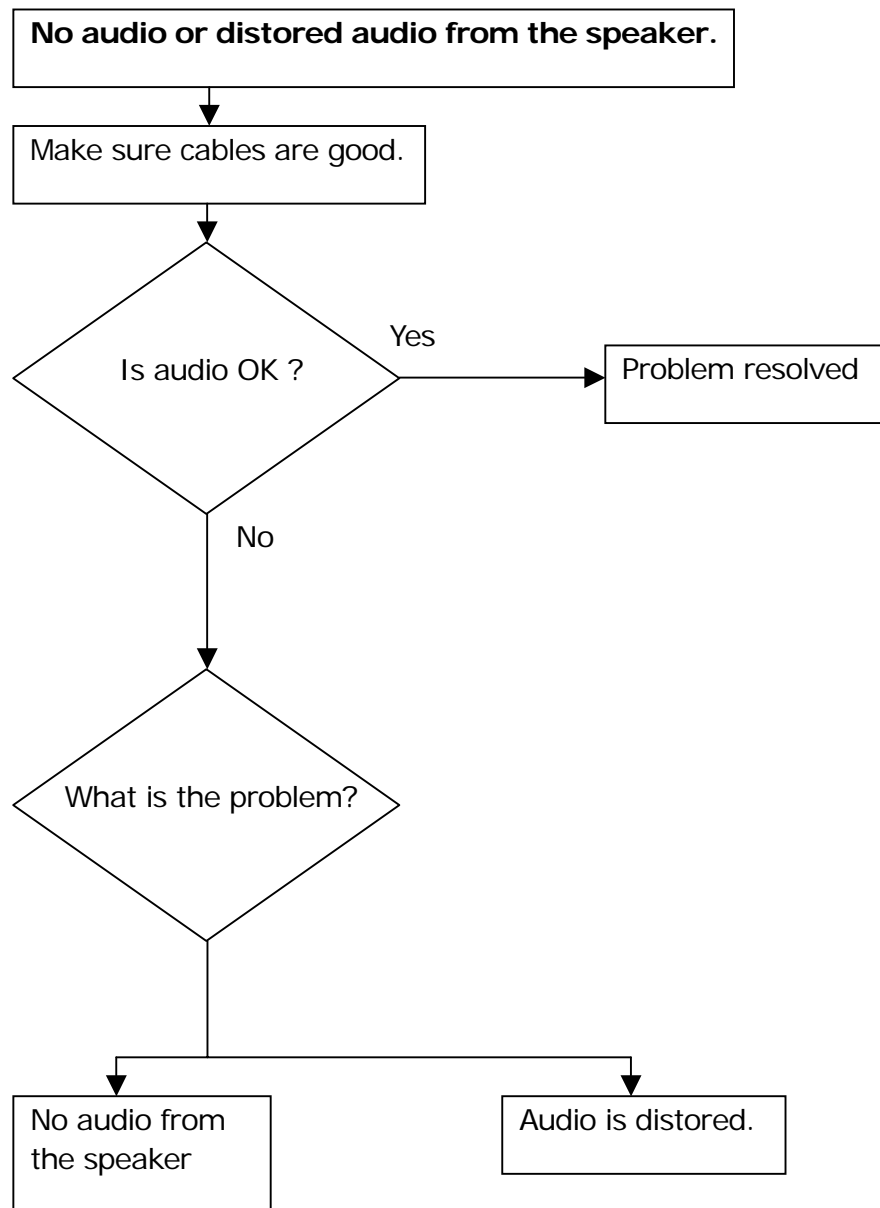 No audio or distored audio from the speaker.
Make sure cables are good.
Is audio OK ?
Yes
Problem resolved
No
What is the problem?
No audio from
the speaker
Audio is distored.